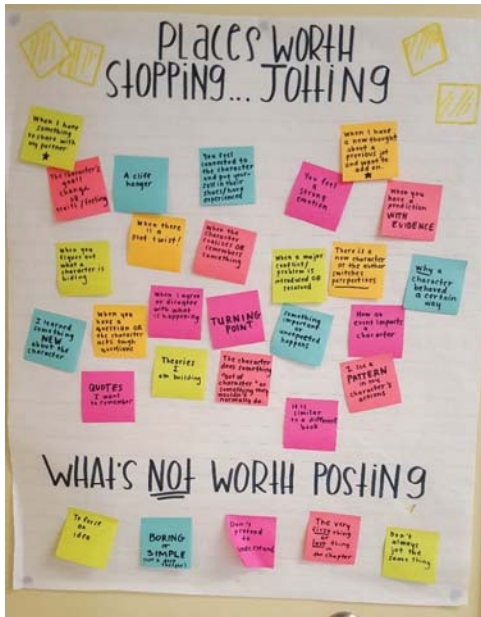 PLACES WORTH
STOPPING... JOTTING
When I have
something
to share with
my partner
The character's
goals
change
OR
traits/feeling
A cliff
hanger
You feel
connected to
the character
and put your-
self in their
shoes/have
experienced
You feel
a strong
emotion
When I have
a new thought
about a
previous jot
and want to
add on...
When you
have a
prediction
WITH
EVIDENCE
When you
figure out
what a
character is
hiding
When there
is a
plot twist!
When the
character
realizes OR
remembers
something
When a major
conflict/
problem is
introduced OR
resolved
There is a
new character
or the author
switches
perspectives
Why a
character
behaved
a certain
way
I learned
something
NEW
about the
character
When you
have a
question OR
the character
asks tough
questions
When I agree
or disagree
with what
is happening
TURNING
POINT
something
important or
unexpected
happens
How an
event impacts
a
character
QUOTES
I want
to remember
Theories
I
am building
The character
does something
"out of
character" or
something they
wouldn't
normally do.
It is
similar
to a different
book
I see a
PATTERN
in my
character's
actions
WHAT'S NOT WORTH POSTING
To force
an
idea
BORING
or
SIMPLE
Don't
pretend to
understand
The very
first thing
or
last thing
in the
chapter
Don't
always
jot the
same thing